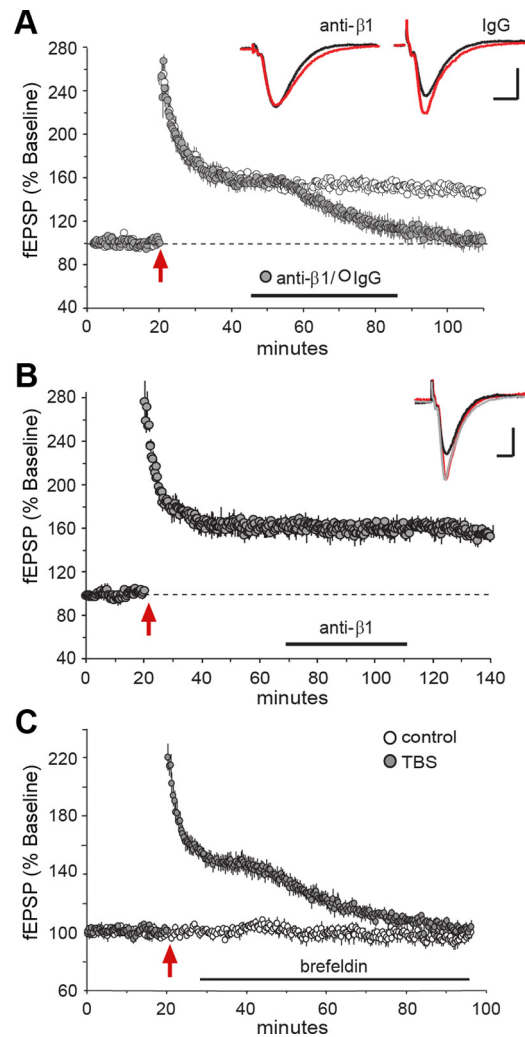 A
anti-β1
IgG
280
240
200
160
120
80
40
fEPSP (% Baseline)
anti-β1/ IgG
0 20 40 60 80 100
minutes
B
280
240
200
160
120
80
40
fEPSP (% Baseline)
anti-β1
0 20 40 60 80 100 120 140
minutes
C
control
TBS
220
180
140
100
60
fEPSP (% Baseline)
brefeldin
0 20 40 60 80 100
minutes